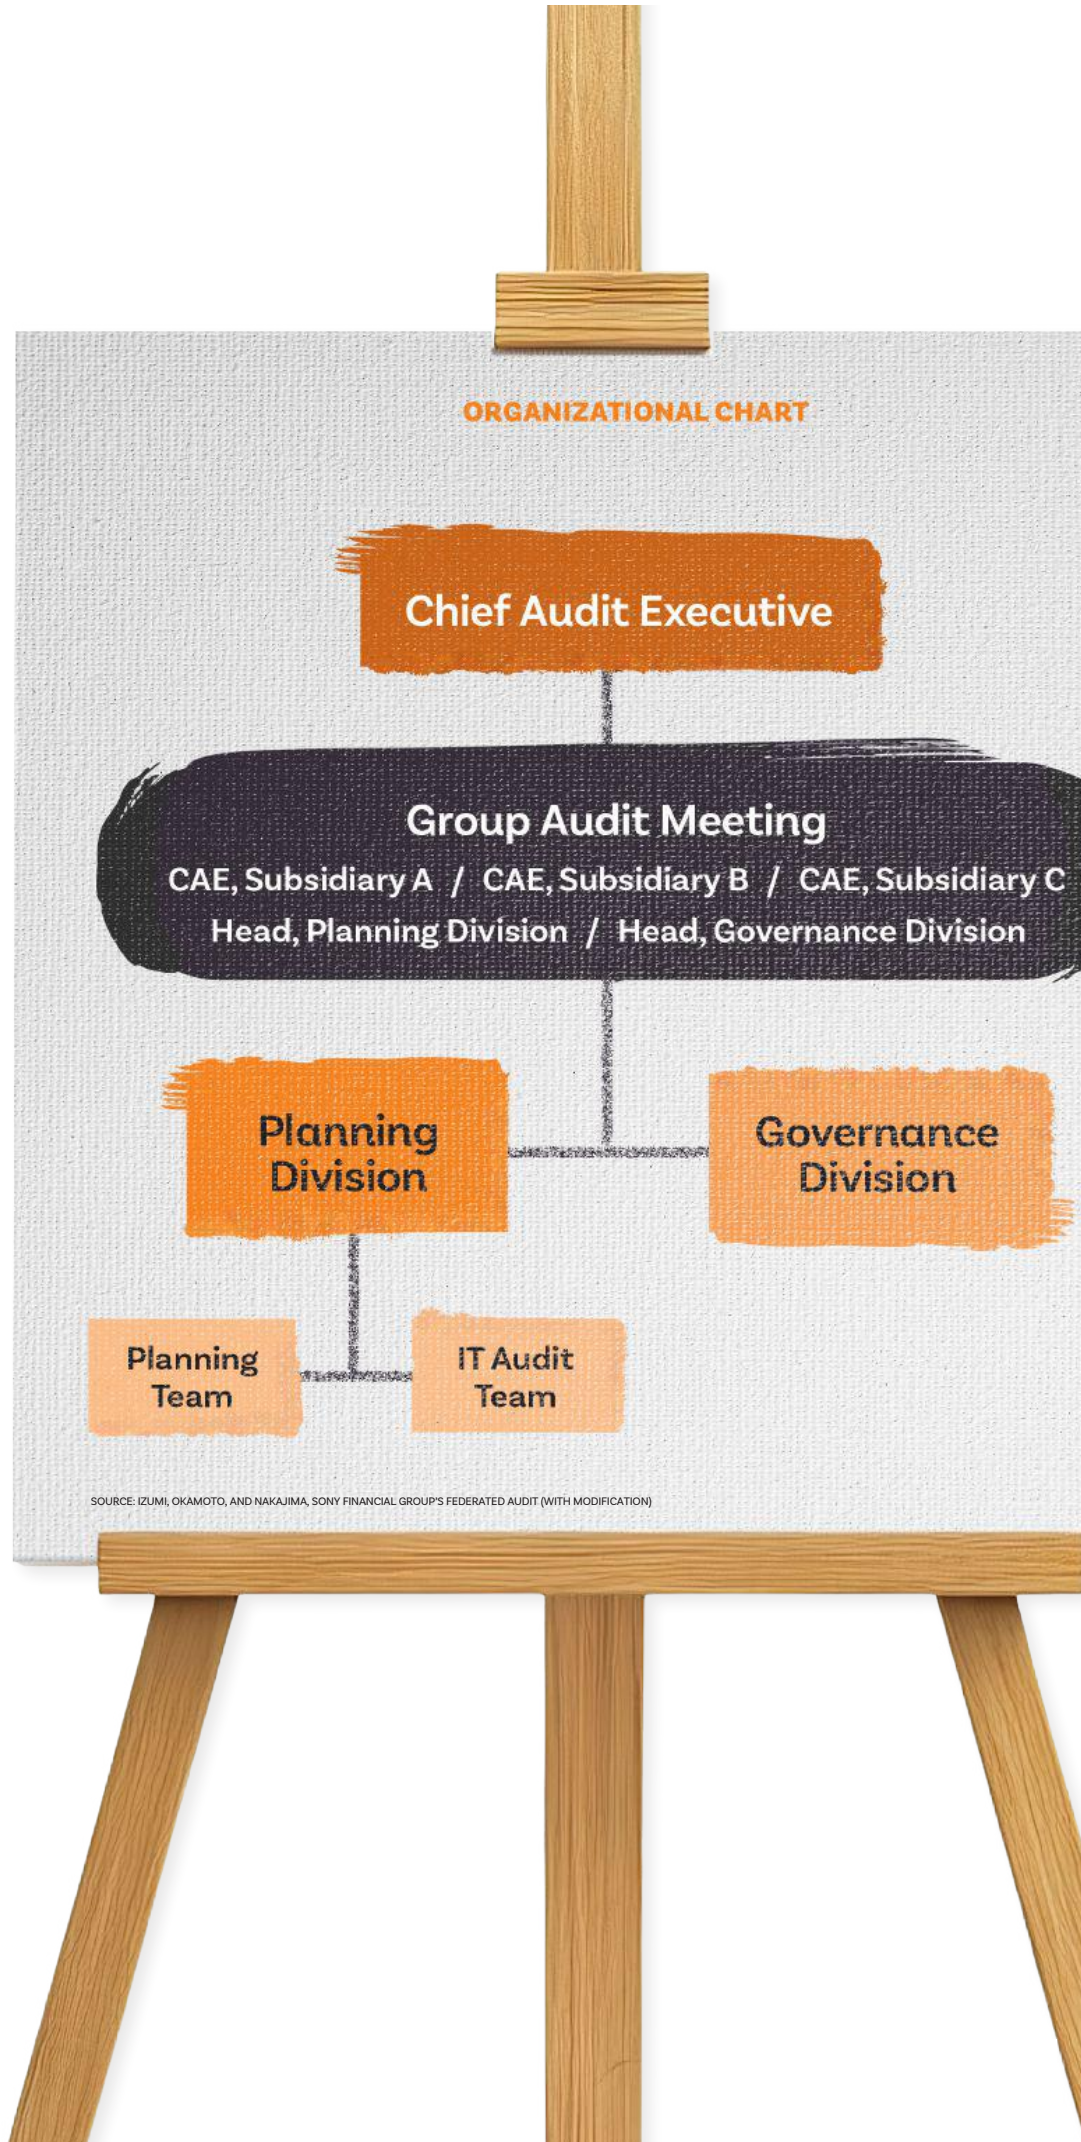 ORGANIZATIONAL CHART
Chief Audit Executive
Group Audit Meeting
CAE, Subsidiary A / CAE, Subsidiary B / CAE, Subsidiary C
Head, Planning Division / Head, Governance Division
Planning
Division
Governance
Division
Planning
Team
IT Audit
Team
SOURCE: IZUMI, OKAMOTO, AND NAKAJIMA, SONY FINANCIAL GROUP'S FEDERATED AUDIT (WITH MODIFICATION)